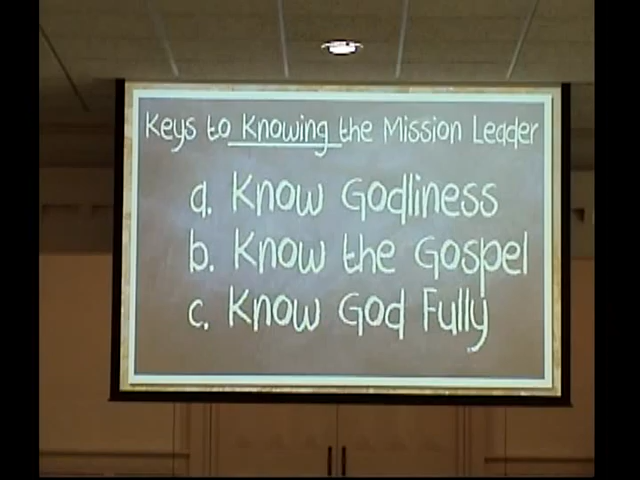 Keys to Knowing the Mission Leader
a. Know Godliness
b. Know the Gospel
c. Know God Fully